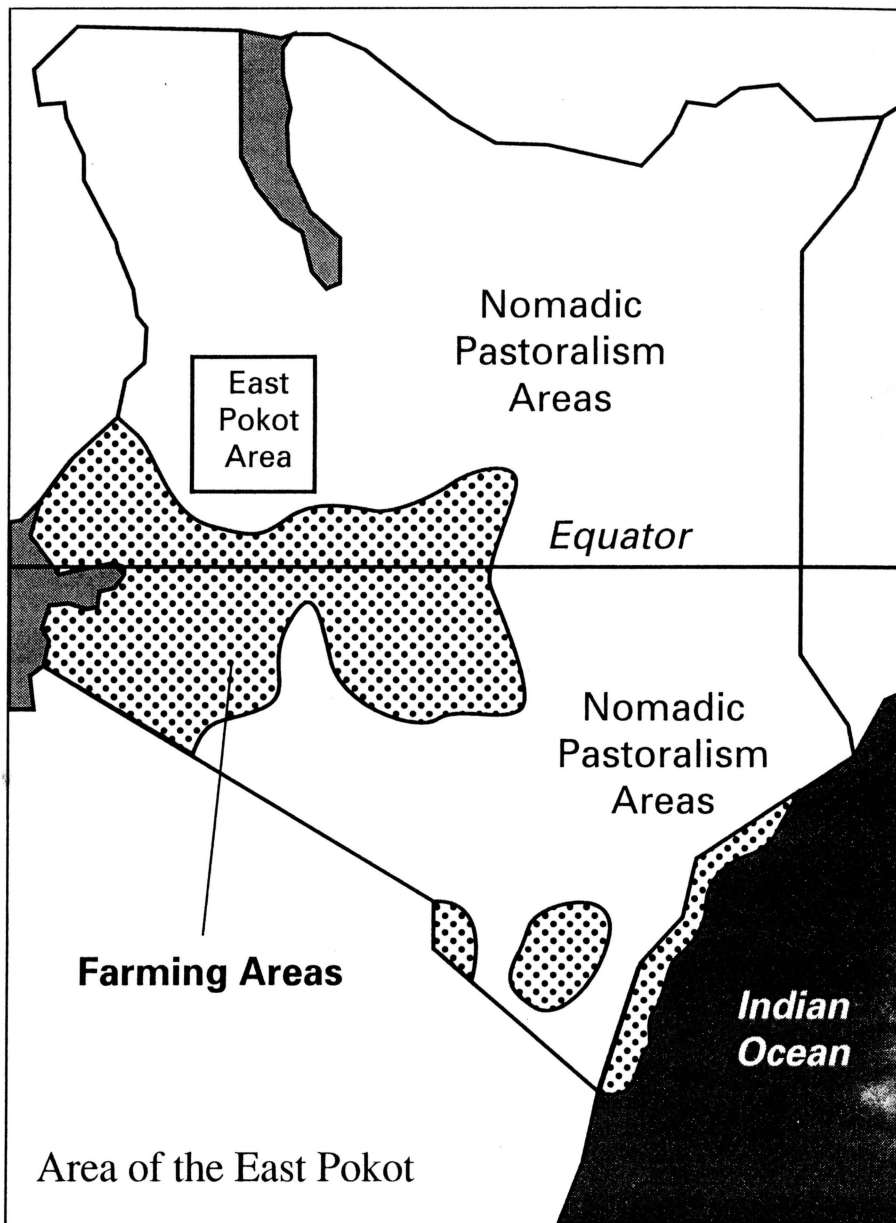 Nomadic
Pastoralism
Areas
East
Pokot
Area
Equator
Nomadic
Pastoralism
Areas
Farming Areas
Indian
Ocean
Area of the East Pokot